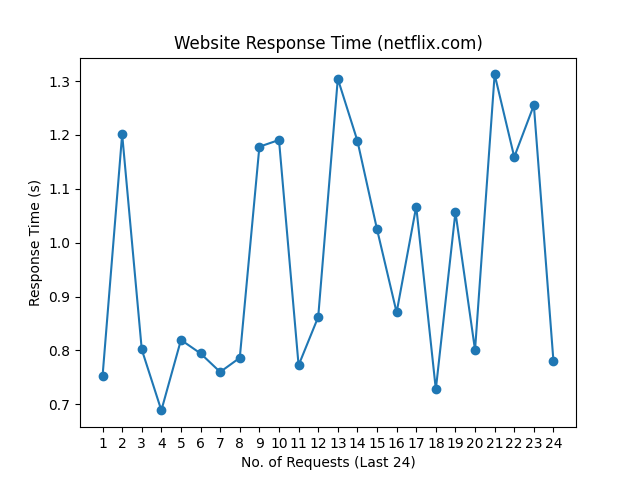 Website Response Time (netflix.com)
Response Time (s)
1.3
1.2
1.1
1.0
0.9
0.8
0.7
1 2 3 4 5 6 7 8 9 10 11 12 13 14 15 16 17 18 19 20 21 22 23 24
No. of Requests (Last 24)